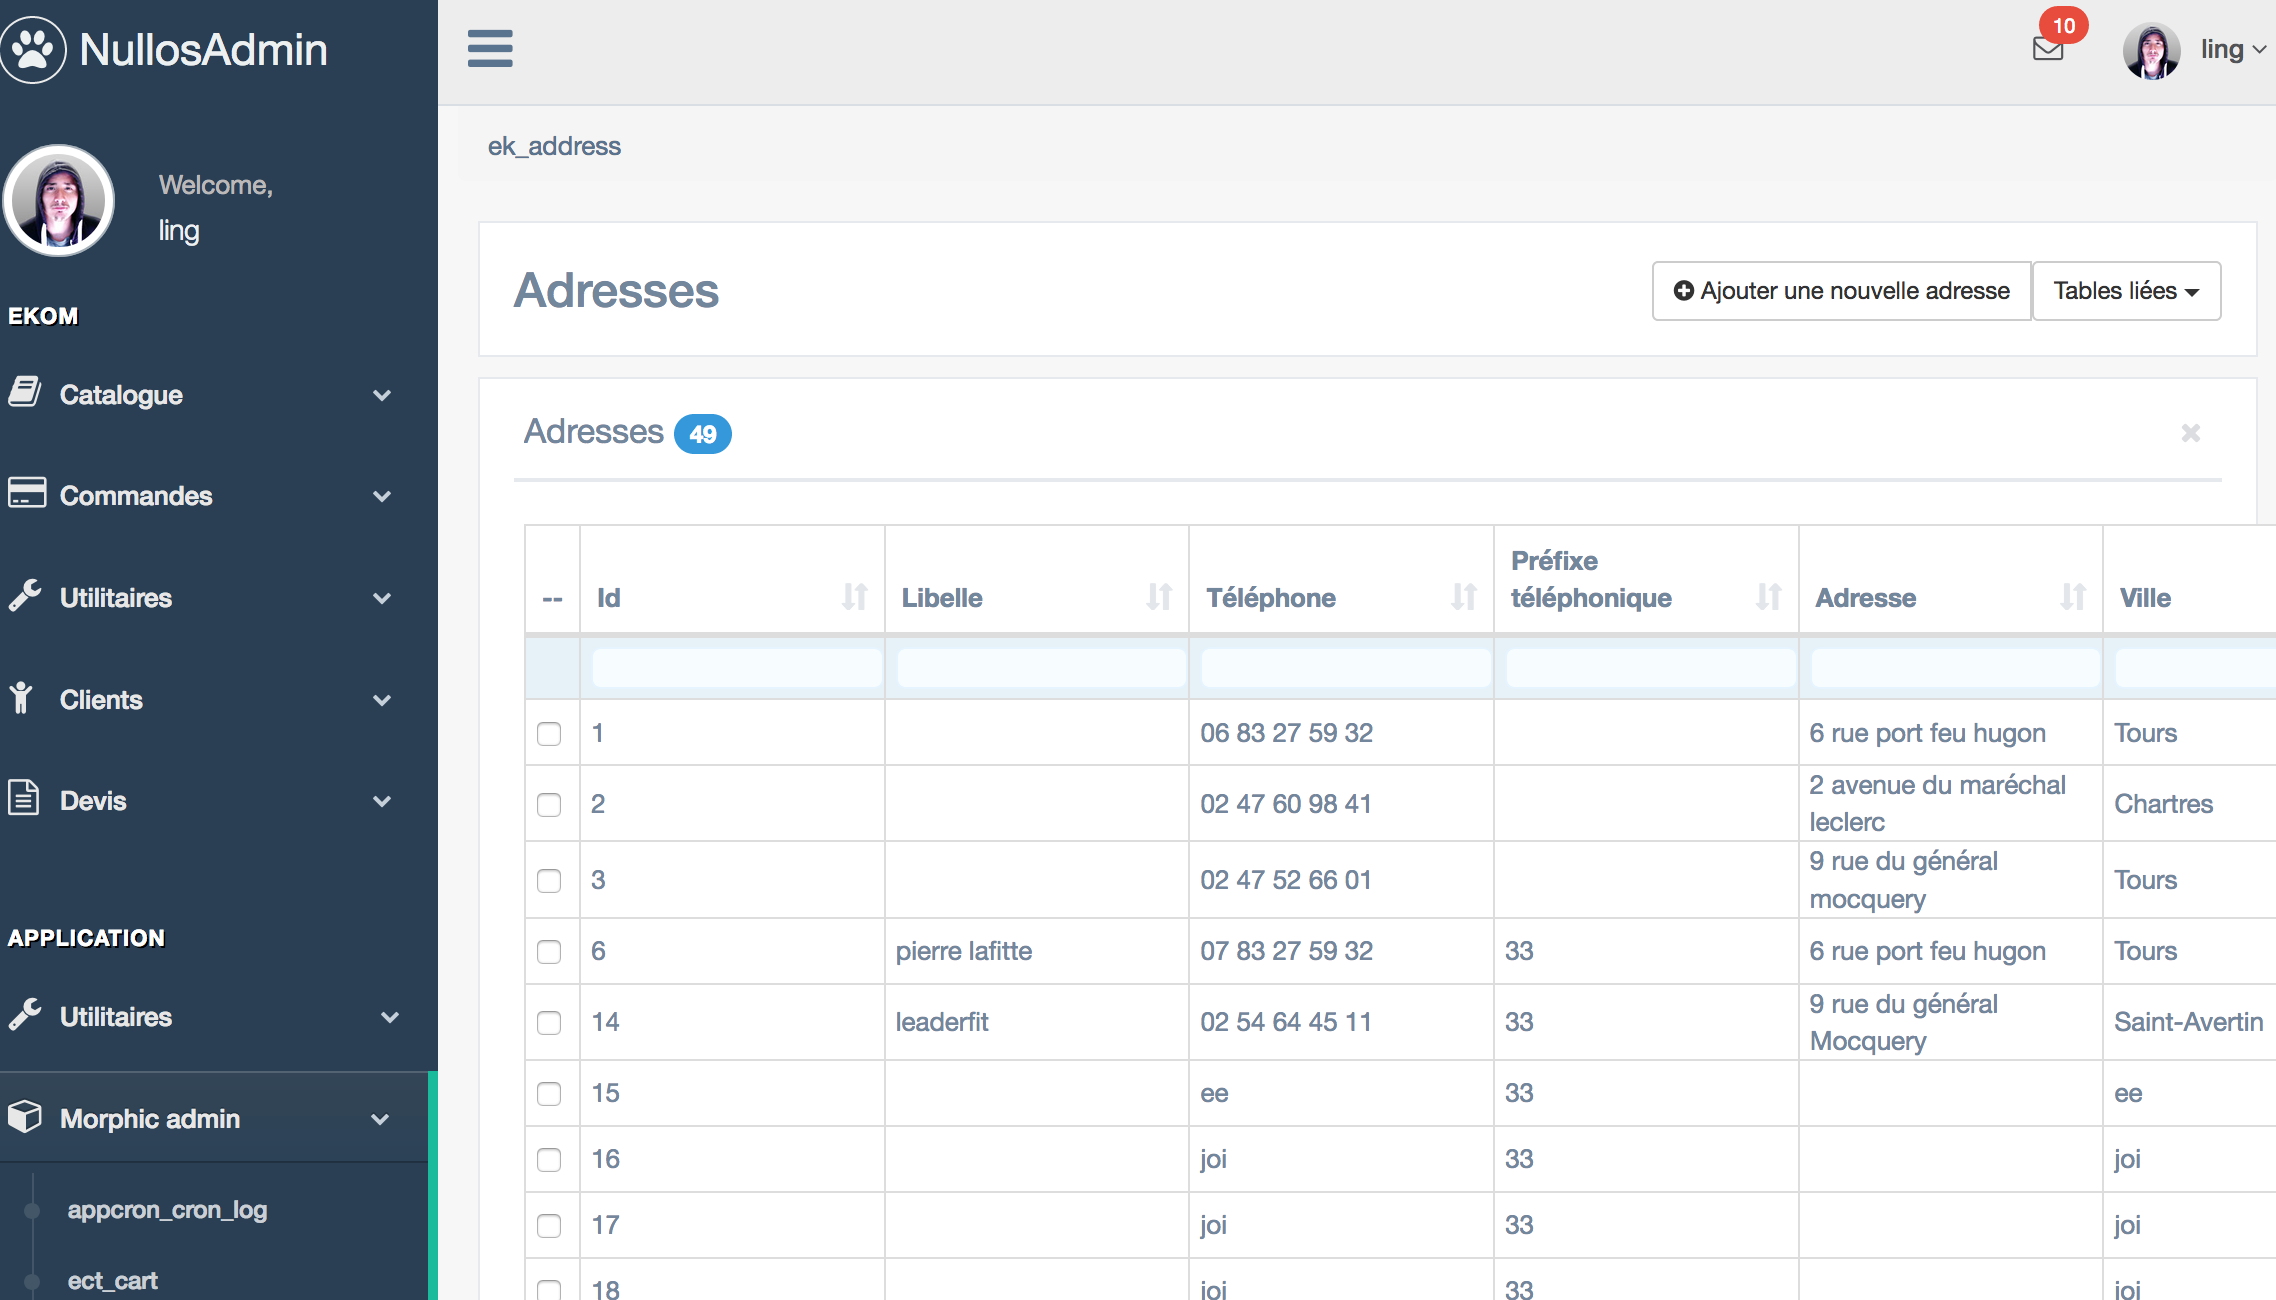 NullosAdmin
10
ling
Welcome,
ling
EKOM
Catalogue
Commandes
Utilitaires
Clients
Devis
APPLICATION
Utilitaires
Morphic admin
appcron_cron_log
ect_cart
ek_address
Adresses
Ajouter une nouvelle adresse
Tables liées
Adresses 49
-- Id Libelle Téléphone Préfixe téléphonique Adresse Ville
1 06 83 27 59 32 6 rue port feu hugon Tours
2 02 47 60 98 41 2 avenue du maréchal leclerc Chartres
3 02 47 52 66 01 9 rue du général mocquery Tours
6 pierre lafitte 07 83 27 59 32 33 6 rue port feu hugon Tours
14 leaderfit 02 54 64 45 11 33 9 rue du général Mocquery Saint-Avertin
15 ee 33 ee
16 joi 33 joi
17 joi 33 joi
18 joi 33 joi